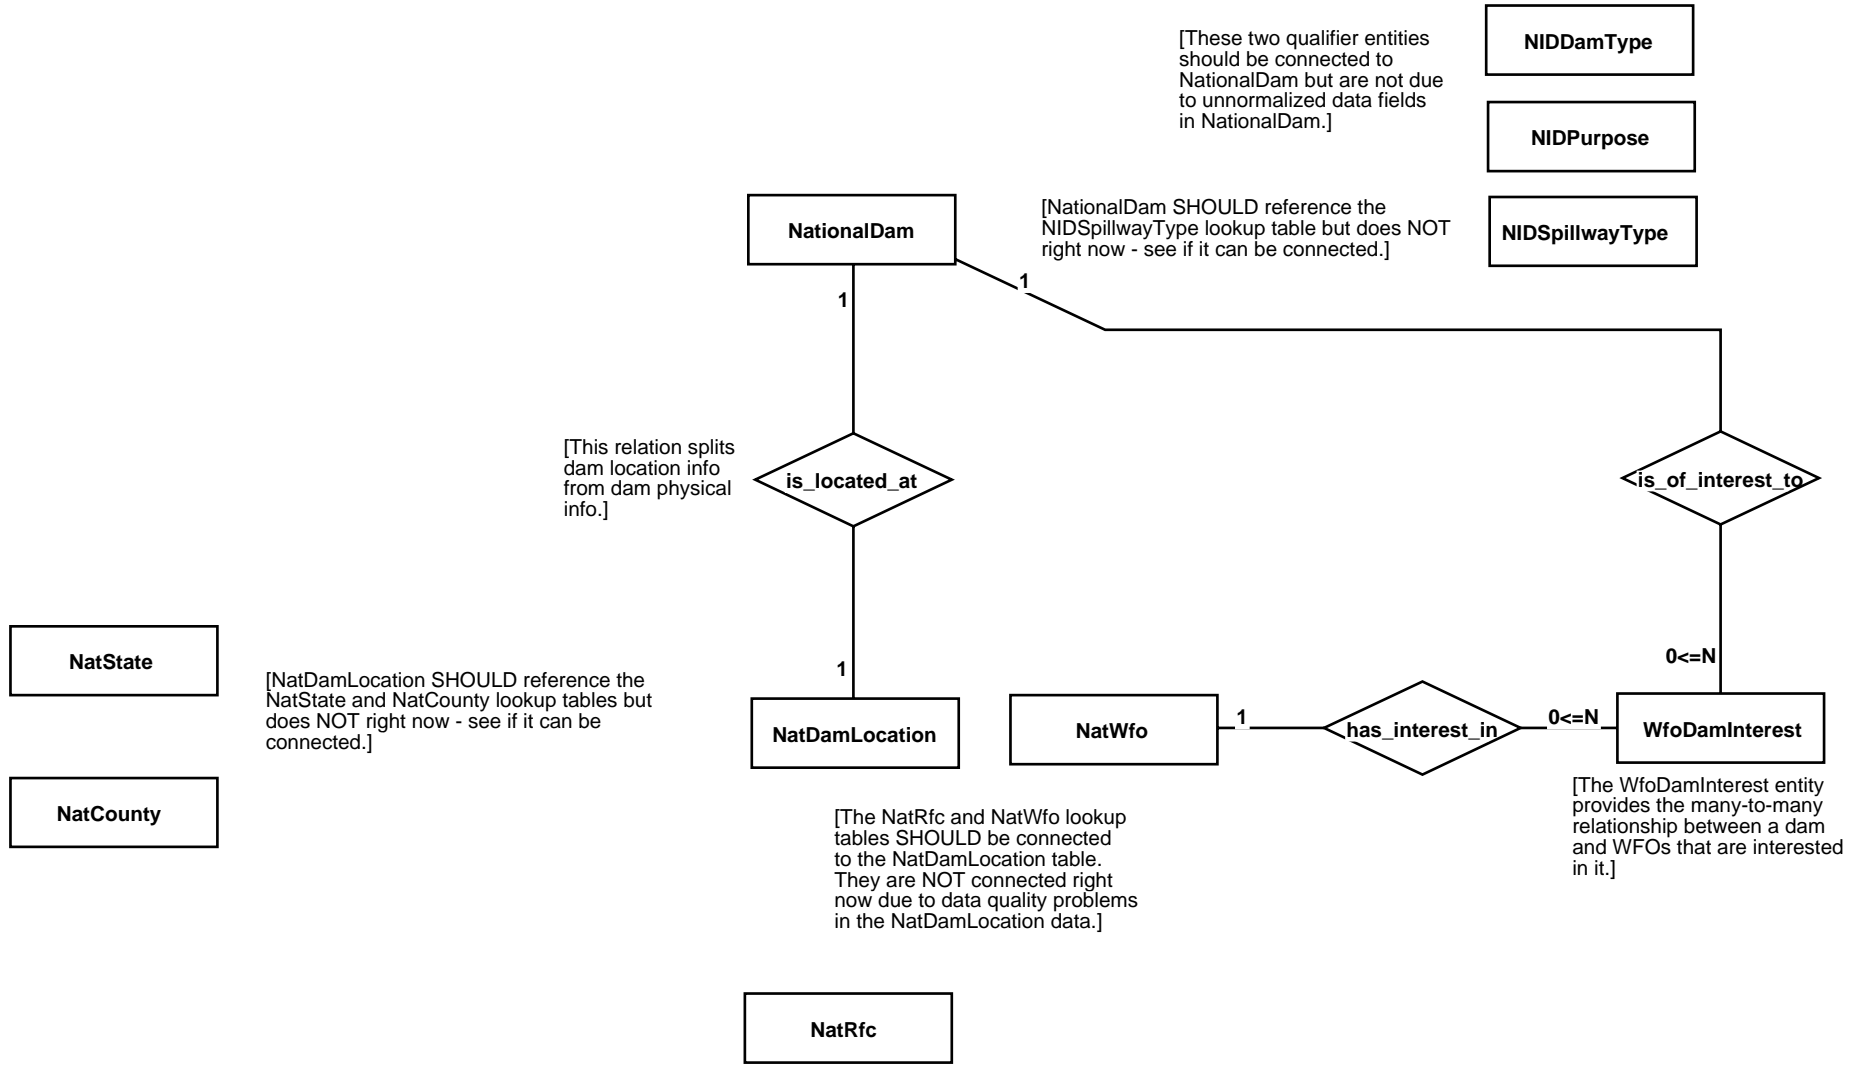 [These two qualifier entities
should be connected to
NationalDam but are not due
to unnormalized data fields
in NationalDam.]
NIDDamType
NIDPurpose
NationalDam
[NationalDam SHOULD reference the
NIDSpillwayType lookup table but does NOT
right now - see if it can be connected.]
NIDSpillwayType
1
1
[This relation splits
dam location info
from dam physical
info.]
is_located_at
is_of_interest_to
NatState
[NatDamLocation SHOULD reference the
NatState and NatCounty lookup tables but
does NOT right now - see if it can be
connected.]
NatCounty
1
NatDamLocation
0<=N
NatWfo
1
has_interest_in
0<=N
WfoDamInterest
[The WfoDamInterest entity
provides the many-to-many
relationship between a dam
and WFOs that are interested
in it.]
[The NatRfc and NatWfo lookup
tables SHOULD be connected
to the NatDamLocation table.
They are NOT connected right
now due to data quality problems
in the NatDamLocation data.]
NatRfc